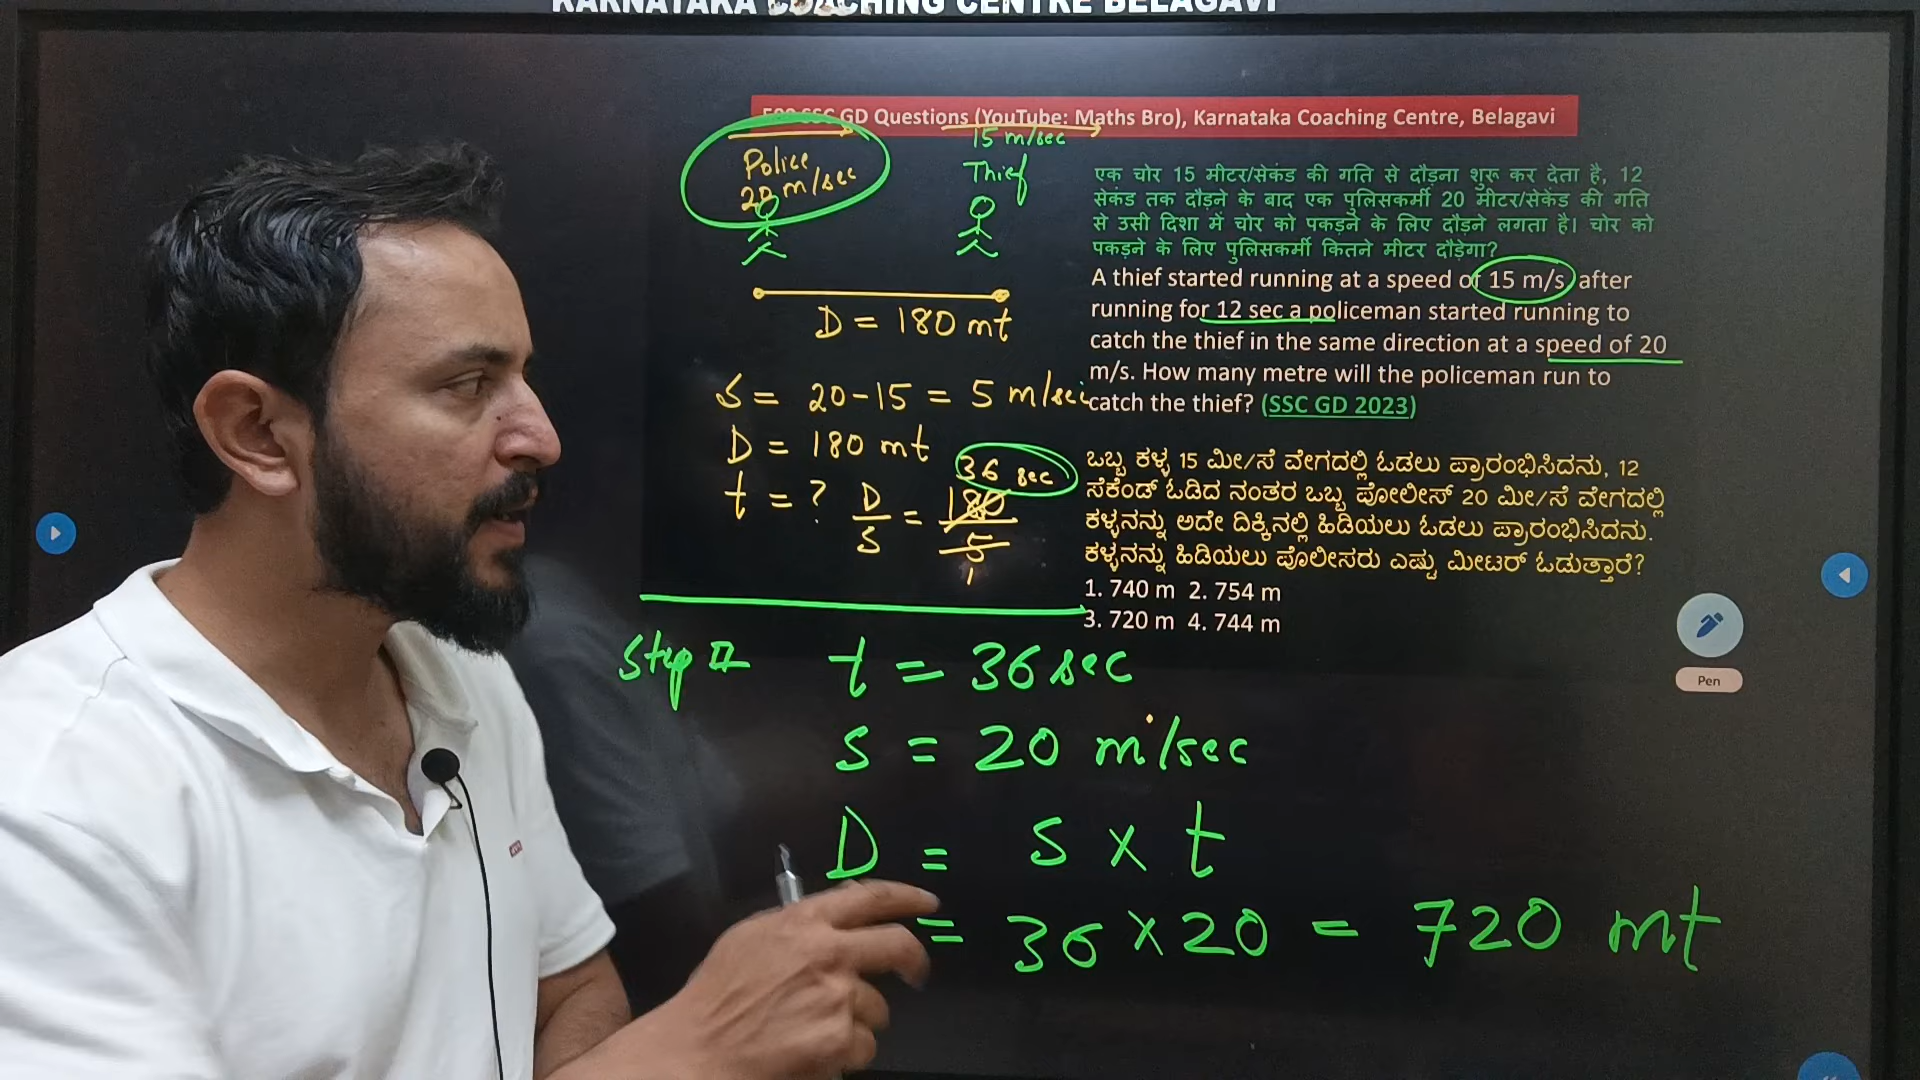 KARNATAKA COACHING CENTRE BELAGAVI
GD Questions (YouTube: Maths Bro), Karnataka Coaching Centre, Belagavi
Police
20 m/sec
15 m/sec
Thief
D = 180 mt
S = 20-15 = 5 m/sec
D = 180 mt
36 sec
t = ? D/S = 180/5
1
एक चोर 15 मीटर/सेकंड की गति से दौड़ना शुरू कर देता है, 12
सेकंड तक दौड़ने के बाद एक पुलिसकर्मी 20 मीटर/सेकेंड की गति
से उसी दिशा में चोर को पकड़ने के लिए दौड़ने लगता है। चोर को
पकड़ने के लिए पुलिसकर्मी कितने मीटर दौड़ेगा?
A thief started running at a speed of 15 m/s after
running for 12 sec a policeman started running to
catch the thief in the same direction at a speed of 20
m/s. How many metre will the policeman run to
catch the thief? (SSC GD 2023)
ಒಬ್ಬ ಕಳ್ಳ 15 ಮೀ/ಸೆ ವೇಗದಲ್ಲಿ ಓಡಲು ಪ್ರಾರಂಭಿಸಿದನು, 12
ಸೆಕೆಂಡ್ ಓಡಿದ ನಂತರ ಒಬ್ಬ ಪೋಲೀಸ್ 20 ಮೀ/ಸೆ ವೇಗದಲ್ಲಿ
ಕಳ್ಳನನ್ನು ಅದೇ ದಿಕ್ಕಿನಲ್ಲಿ ಹಿಡಿಯಲು ಓಡಲು ಪ್ರಾರಂಭಿಸಿದನು.
ಕಳ್ಳನನ್ನು ಹಿಡಿಯಲು ಪೊಲೀಸರು ಎಷ್ಟು ಮೀಟರ್ ಓಡುತ್ತಾರೆ?
1. 740 m 2. 754 m
3. 720 m 4. 744 m
Step II t = 36 sec
S = 20 m/sec
D = S × t
= 36 × 20 = 720 mt
Pen